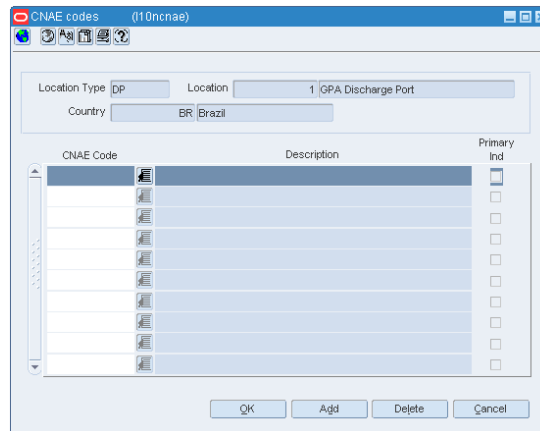 CNAE codes (l10ncnae)
Location Type DP Location 1 GPA Discharge Port
Country BR Brazil
CNAE Code Description Primary Ind
OK Add Delete Cancel